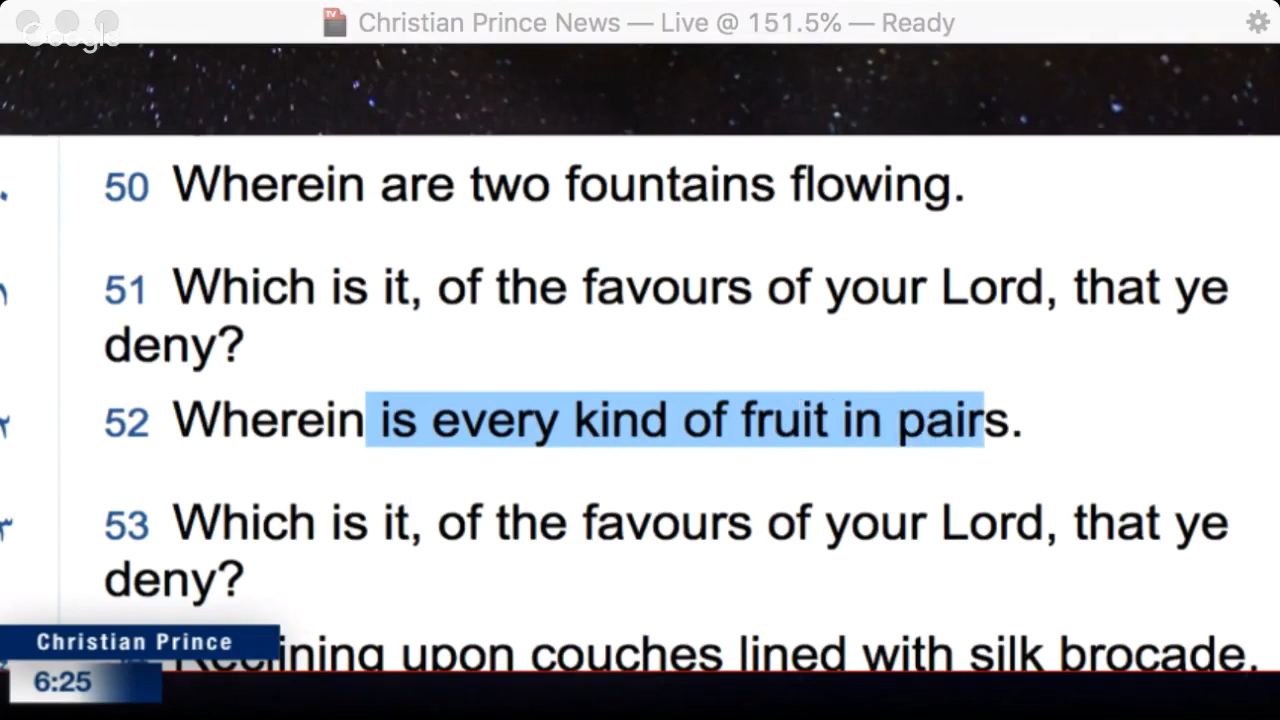 Christian Prince News — Live @ 151.5% — Ready
Google
50 Wherein are two fountains flowing.
51 Which is it, of the favours of your Lord, that ye
deny?
52 Wherein is every kind of fruit in pairs.
53 Which is it, of the favours of your Lord, that ye
deny?
Reclining upon couches lined with silk brocade,
Christian Prince
6:25